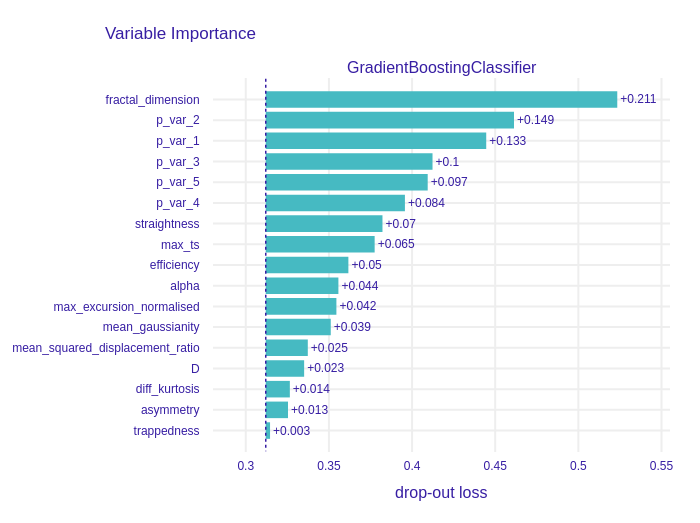 Variable Importance
GradientBoostingClassifier
fractal_dimension +0.211
p_var_2 +0.149
p_var_1 +0.133
p_var_3 +0.1
p_var_5 +0.097
p_var_4 +0.084
straightness +0.07
max_ts +0.065
efficiency +0.05
alpha +0.044
max_excursion_normalised +0.042
mean_gaussianity +0.039
mean_squared_displacement_ratio +0.025
D +0.023
diff_kurtosis +0.014
asymmetry +0.013
trappedness +0.003
0.3 0.35 0.4 0.45 0.5 0.55
drop-out loss